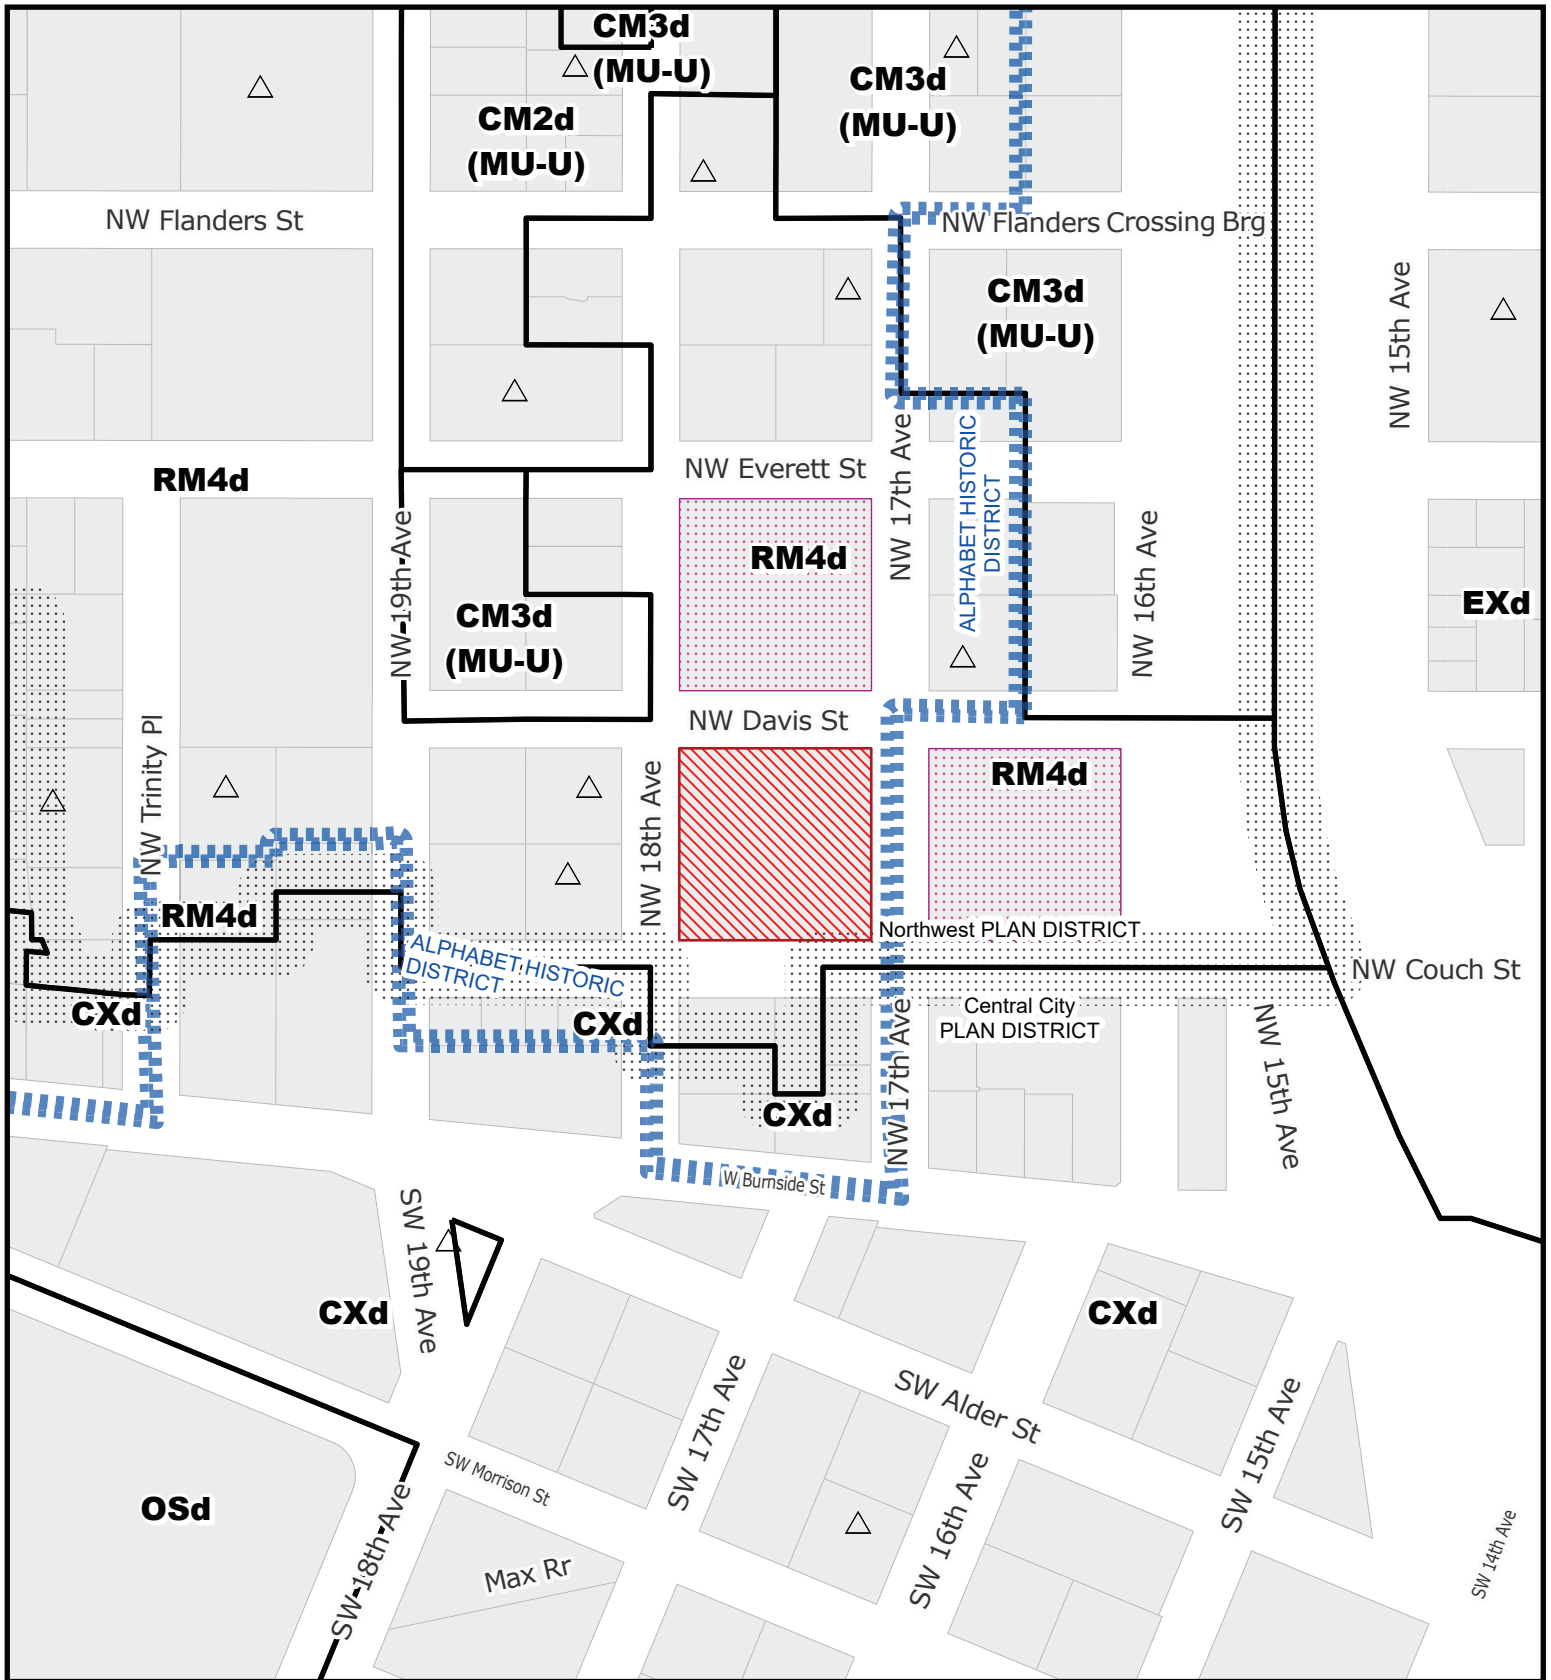 CM3d
(MU-U)
CM3d
(MU-U)
CM2d
(MU-U)
NW Flanders St
NW Flanders Crossing Brg
CM3d
(MU-U)
NW 15th Ave
NW 17th Ave
ALPHABET HISTORIC
DISTRICT
NW Everett St
RM4d
NW 19th Ave
RM4d
NW 16th Ave
EXd
CM3d
(MU-U)
NW Davis St
NW Trinity Pl
NW 18th Ave
RM4d
RM4d
Northwest PLAN DISTRICT
ALPHABET HISTORIC
DISTRICT
NW Couch St
CXd
CXd
Central City
PLAN DISTRICT
NW 17th Ave
NW 15th Ave
CXd
W Burnside St
SW 19th Ave
CXd
CXd
SW 17th Ave
SW Alder St
SW 15th Ave
SW Morrison St
SW 16th Ave
OSd
SW 18th Ave
SW 14th Ave
Max Rr